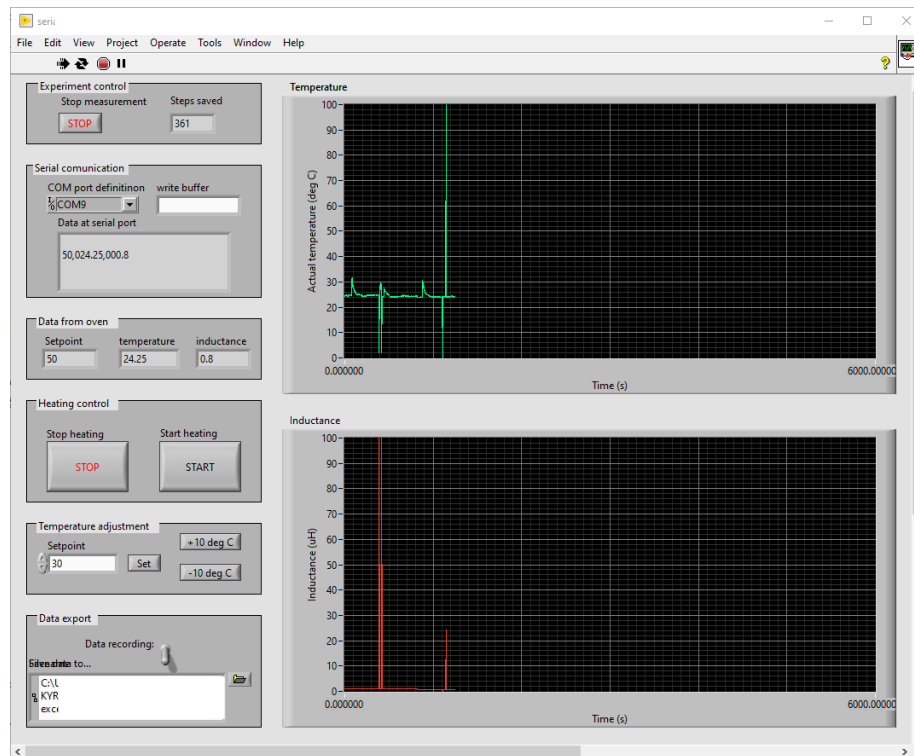 seria
File Edit View Project Operate Tools Window Help
Experiment control
Stop measurement Steps saved
STOP 361
Serial comunication
COM port definitinon write buffer
COM9
Data at serial port
50,024.25,000.8
Data from oven
Setpoint temperature inductance
50 24.25 0.8
Heating control
Stop heating Start heating
STOP START
Temperature adjustment
Setpoint +10 deg C
30 Set
-10 deg C
Data export
Data recording:
to...
C:\U
KYR
exce
Temperature
Actual temperature (deg C)
100
90
80
70
60
50
40
30
20
10
0
0.000000 6000.00000
Time (s)
Inductance
Inductance (uH)
100
90
80
70
60
50
40
30
20
10
0
0.000000 6000.00000
Time (s)